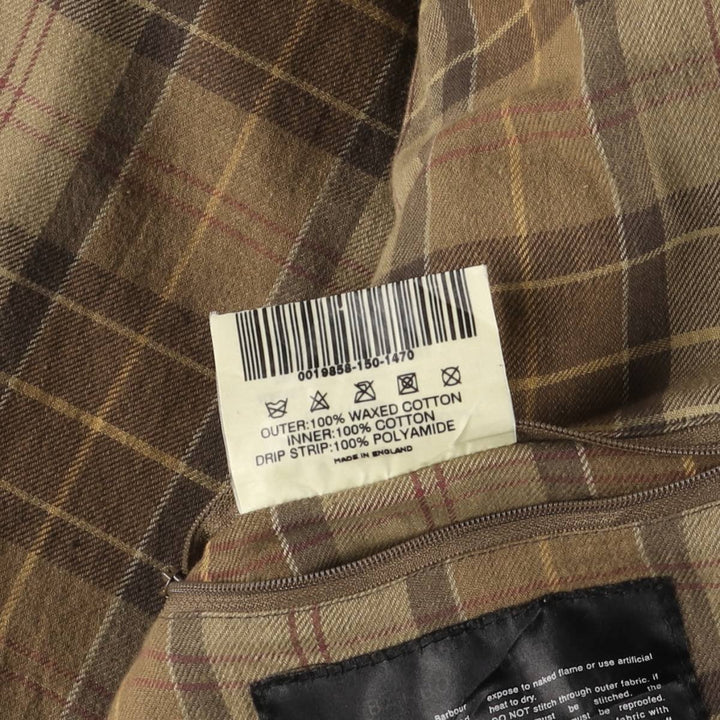 0019858-150-1470
OUTER:100% WAXED COTTON
INNER:100% COTTON
DRIP STRIP:100% POLYAMIDE
MADE IN ENGLAND
Barbour expose to naked flame or use artificial
heat to dry.
DO NOT stitch through outer fabric. if
be stitched, the
must be reproofed.
with